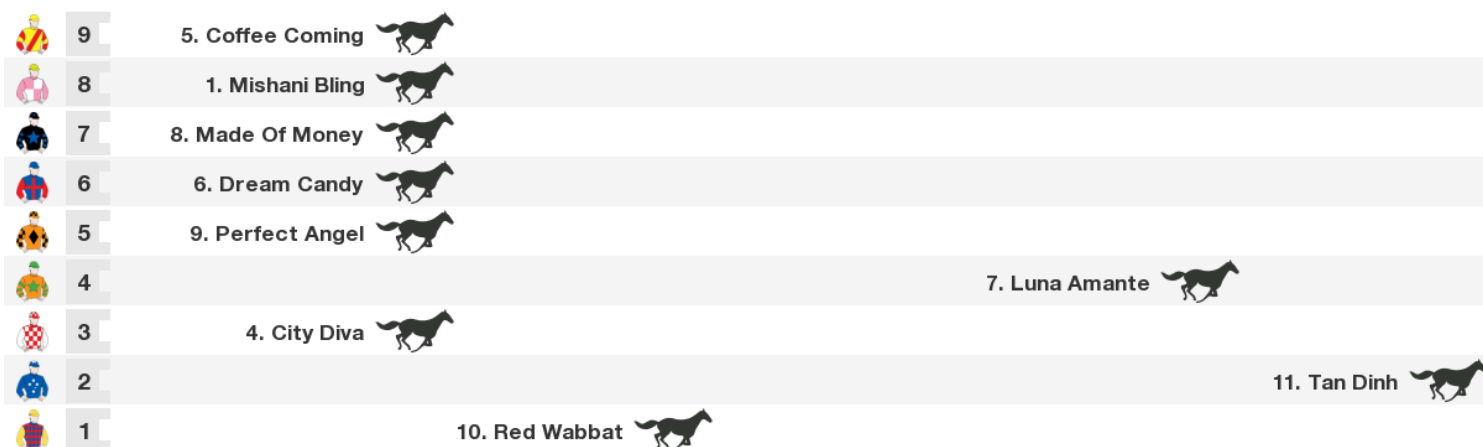 9 5. Coffee Coming
8 1. Mishani Bling
7 8. Made Of Money
6 6. Dream Candy
5 9. Perfect Angel
4 7. Luna Amante
3 4. City Diva
2 11. Tan Dinh
1 10. Red Wabbat